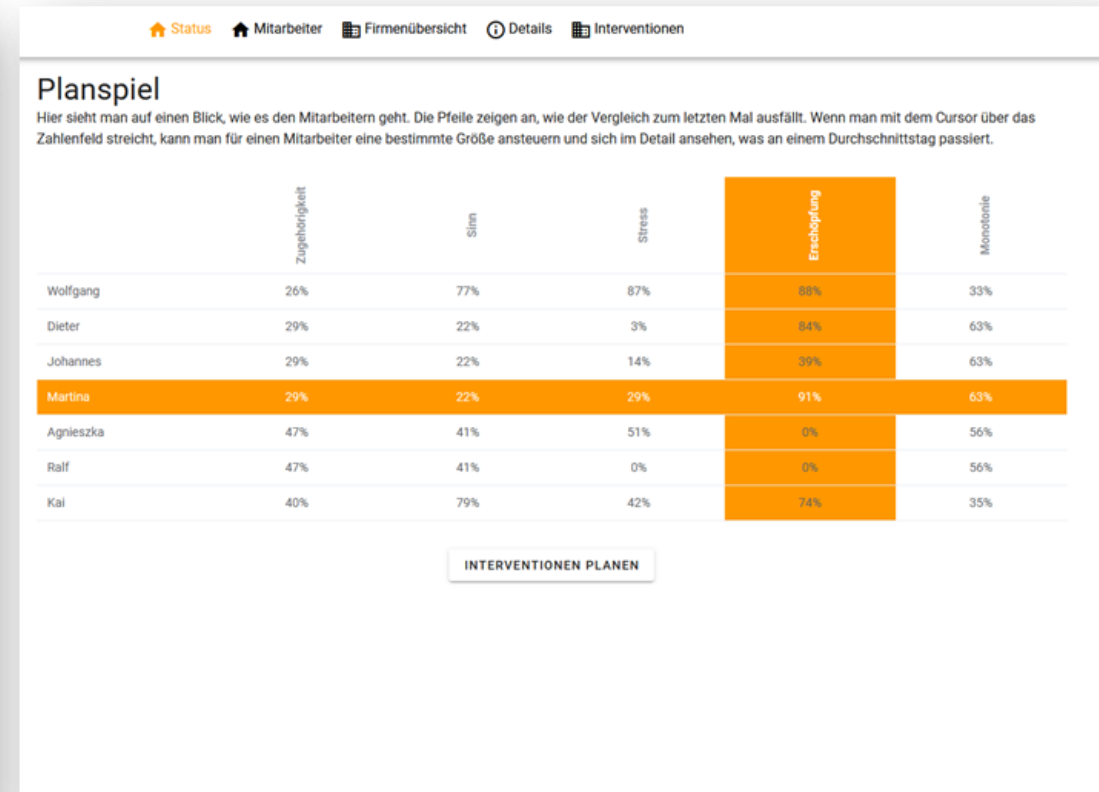 Status Mitarbeiter Firmenübersicht Details Interventionen
Planspiel
Hier sieht man auf einen Blick, wie es den Mitarbeitern geht. Die Pfeile zeigen an, wie der Vergleich zum letzten Mal ausfällt. Wenn man mit dem Cursor über das
Zahlenfeld streicht, kann man für einen Mitarbeiter eine bestimmte Größe ansteuern und sich im Detail ansehen, was an einem Durchschnittstag passiert.
Zugehörigkeit Sinn Stress Erschöpfung Monotonie
Wolfgang 26% 77% 87% 88% 33%
Dieter 29% 22% 3% 84% 63%
Johannes 29% 22% 14% 39% 63%
Martina 29% 22% 29% 91% 63%
Agnieszka 47% 41% 51% 0% 56%
Ralf 47% 41% 0% 0% 56%
Kai 40% 79% 42% 74% 35%
INTERVENTIONEN PLANEN